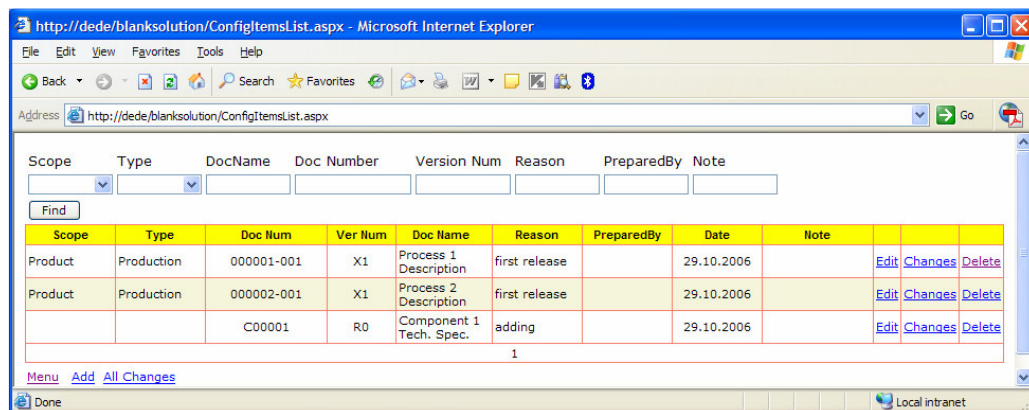 http://dede/blanksolution/ConfigItemsList.aspx - Microsoft Internet Explorer
File Edit View Favorites Tools Help
Back Search Favorites
Address http://dede/blanksolution/ConfigItemsList.aspx Go
Scope Type DocName Doc Number Version Num Reason PreparedBy Note
Find
Scope Type Doc Num Ver Num Doc Name Reason PreparedBy Date Note
Product Production 000001-001 X1 Process 1 Description first release 29.10.2006 Edit Changes Delete
Product Production 000002-001 X1 Process 2 Description first release 29.10.2006 Edit Changes Delete
C00001 R0 Component 1 Tech. Spec. adding 29.10.2006 Edit Changes Delete
1
Menu Add All Changes
Done Local intranet